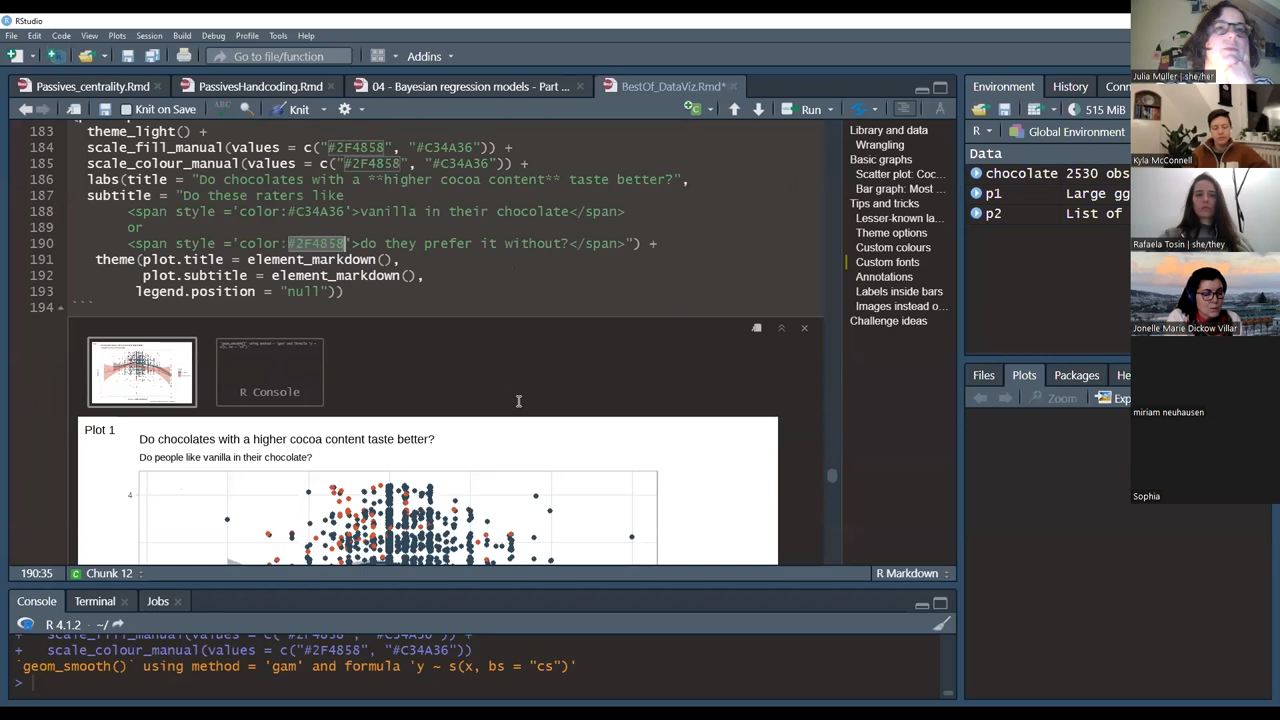 RStudio
File Edit Code View Plots Session Build Debug Profile Tools Help
Go to file/function
Addins
Passives_centrality.Rmd
PassivesHandcoding.Rmd
04 - Bayesian regression models - Part ...
BestOf_DataViz.Rmd*
Knit on Save
Knit
Run
183 theme_light() +
184 scale_fill_manual(values = c("#2F4858", "#C34A36")) +
185 scale_colour_manual(values = c("#2F4858", "#C34A36")) +
186 labs(title = "Do chocolates with a **higher cocoa content** taste better?",
187 subtitle = "Do these raters like
188 <span style ='color:#C34A36'>vanilla in their chocolate</span>
189 or
190 <span style ='color:#2F4858'>do they prefer it without?</span>") +
191 theme(plot.title = element_markdown(),
192 plot.subtitle = element_markdown(),
193 legend.position = "null"))
194 ```
Library and data
Wrangling
Basic graphs
Scatter plot: Coc...
Bar graph: Most ...
Tips and tricks
Lesser-known la...
Theme options
Custom colours
Custom fonts
Annotations
Labels inside bars
Images instead o...
Challenge ideas
R Console
Plot 1
Do chocolates with a higher cocoa content taste better?
Do people like vanilla in their chocolate?
4
190:35
Chunk 12
R Markdown
Console
Terminal
Jobs
R 4.1.2 · ~/
+ scale_fill_manual(values = c("#2F4858", "#C34A36")) +
+ scale_colour_manual(values = c("#2F4858", "#C34A36"))
`geom_smooth()` using method = 'gam' and formula 'y ~ s(x, bs = "cs")'
>
Environment
History
515 MiB
R
Global Environment
Data
chocolate 2530 obs
p1 Large gg
p2 List of
Files
Plots
Packages
Zoom
Julia Müller | she/her
Kyla McConnell
Rafaela Tosin | she/they
Jonelle Marie Dickow Villar
miriam neuhausen
Sophia